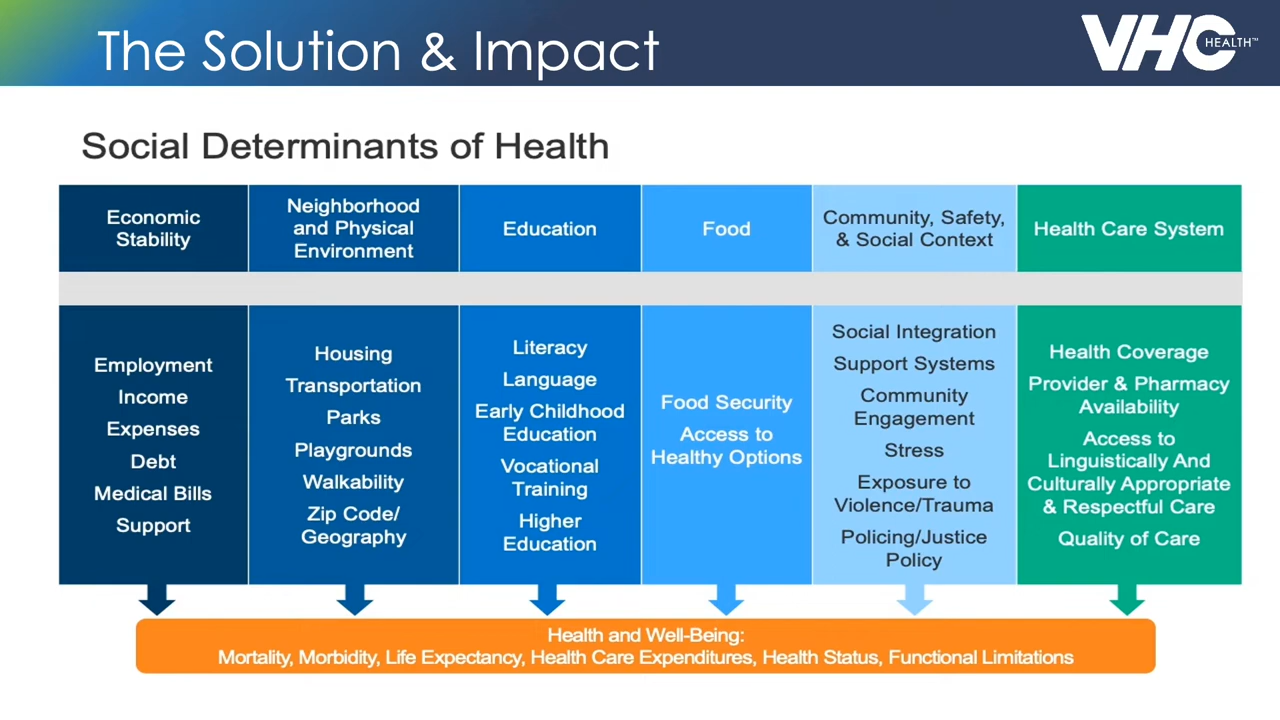 The Solution & Impact
VHC HEALTH™
Social Determinants of Health
Economic
Stability
Neighborhood
and Physical
Environment
Education
Food
Community, Safety,
& Social Context
Health Care System
Employment
Income
Expenses
Debt
Medical Bills
Support
Housing
Transportation
Parks
Playgrounds
Walkability
Zip Code/
Geography
Literacy
Language
Early Childhood
Education
Vocational
Training
Higher
Education
Food Security
Access to
Healthy Options
Social Integration
Support Systems
Community
Engagement
Stress
Exposure to
Violence/Trauma
Policing/Justice
Policy
Health Coverage
Provider & Pharmacy
Availability
Access to
Linguistically And
Culturally Appropriate
& Respectful Care
Quality of Care
Health and Well-Being:
Mortality, Morbidity, Life Expectancy, Health Care Expenditures, Health Status, Functional Limitations